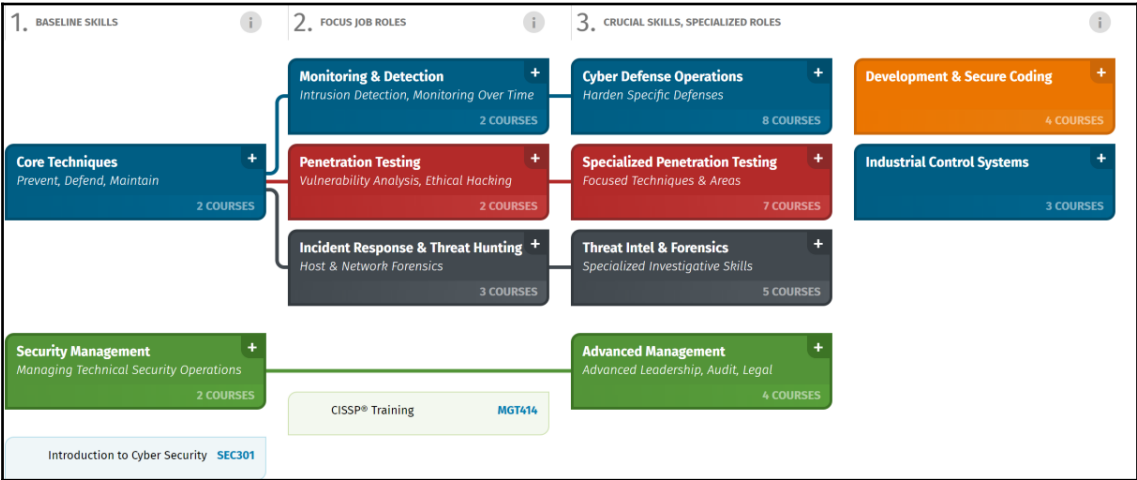 1. BASELINE SKILLS i
2. FOCUS JOB ROLES i
3. CRUCIAL SKILLS, SPECIALIZED ROLES i
Core Techniques +
Prevent, Defend, Maintain
2 COURSES
Security Management +
Managing Technical Security Operations
2 COURSES
Introduction to Cyber Security SEC301
Monitoring & Detection +
Intrusion Detection, Monitoring Over Time
2 COURSES
Penetration Testing +
Vulnerability Analysis, Ethical Hacking
2 COURSES
Incident Response & Threat Hunting +
Host & Network Forensics
3 COURSES
CISSP® Training MGT414
Cyber Defense Operations +
Harden Specific Defenses
8 COURSES
Specialized Penetration Testing +
Focused Techniques & Areas
7 COURSES
Threat Intel & Forensics +
Specialized Investigative Skills
5 COURSES
Advanced Management +
Advanced Leadership, Audit, Legal
4 COURSES
Development & Secure Coding +
4 COURSES
Industrial Control Systems +
3 COURSES